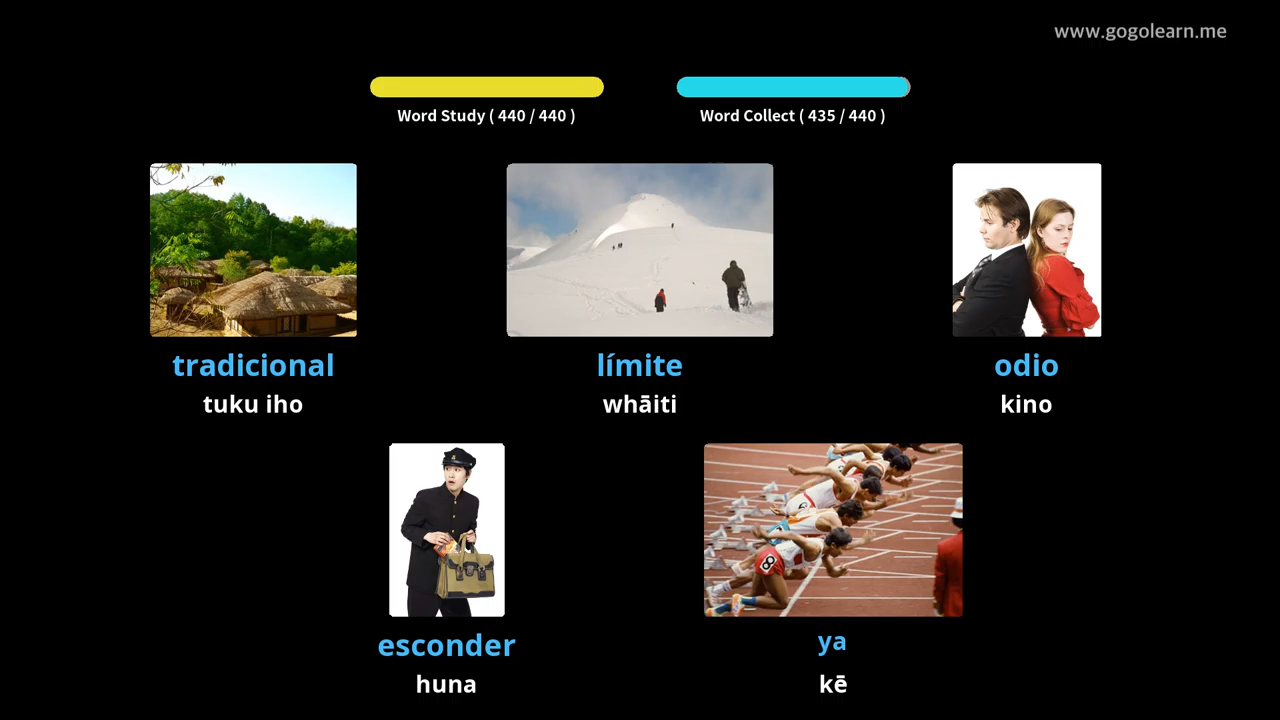 www.gogolearn.me
Word Study ( 440 / 440 )
Word Collect ( 435 / 440 )
tradicional
tuku iho
límite
whāiti
odio
kino
esconder
huna
ya
kē